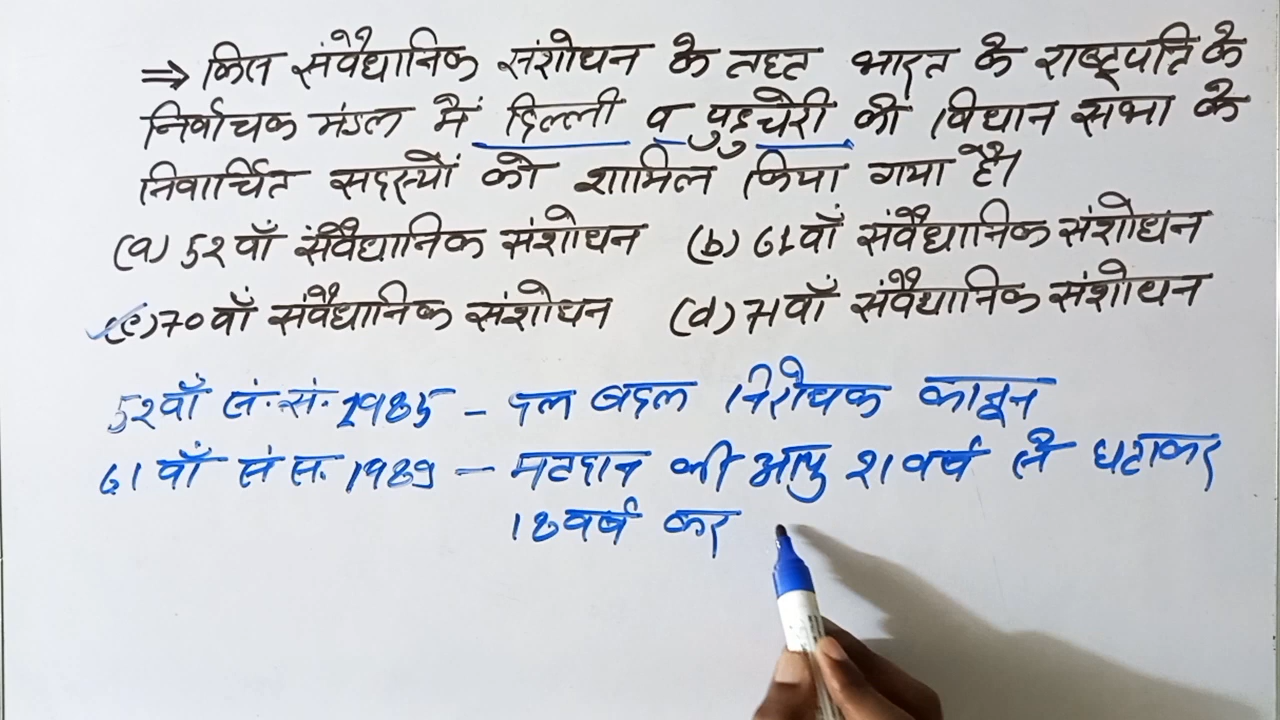 ⇒ किस संवैधानिक संशोधन के तहत भारत के राष्ट्रपति के
निर्वाचक मंडल में दिल्ली व पुडुचेरी की विधान सभा के
निवार्चित सदस्यों को शामिल किया गया है।
(a) 52वाँ संवैधानिक संशोधन (b) 61वाँ संवैधानिक संशोधन
(c) 70वाँ संवैधानिक संशोधन (d) 71वाँ संवैधानिक संशोधन
52वाँ सं.सं. 1985 - दल बदल विरोधक कानून
61वाँ सं स. 1989 - मतदान की आयु 21 वर्ष से घटाकर
18 वर्ष कर